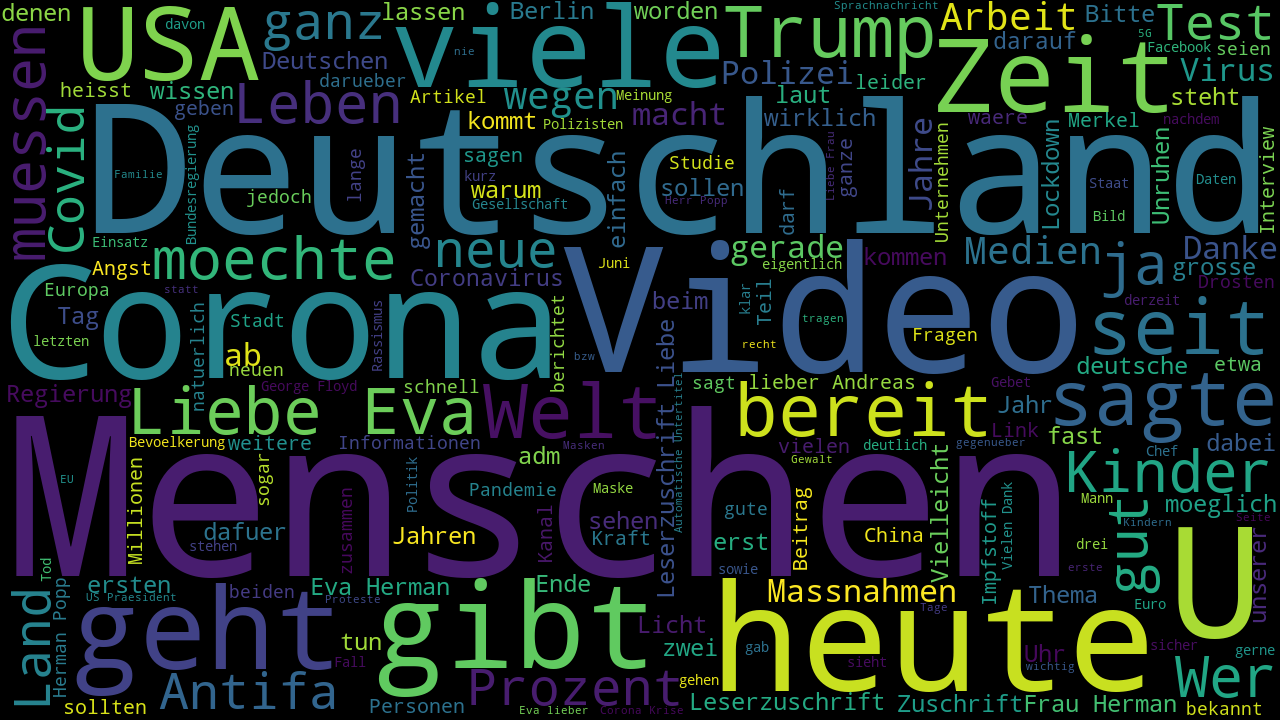 denen
davon
USA
ganz
lassen
viele
nie
Berlin
worden
Trump
Sprachnachricht
Arbeit
Bitte
darauf
Zeit
Test
5G
Facebook
seien
Virus
muessen
heisst
wissen
Deutschen
darueber
geben
Leben
Artikel
wegen
Meinung
Polizei
leider
laut
steht
Covid
Deutschland
kommt
Polizisten
macht
wirklich
waere
Merkel
nachdem
Familie
Bundesregierung
jedoch
lange
gemacht
sagen
kurz
warum
Gesellschaft
einfach
Studie
sollen
Herr Popp
darf
Liebe Frau
ganze
Jahre
Unternehmen
Lockdown
Staat
Bild
Unruhen
Daten
Interview
Einsatz
Angst
moechte
neue
Video
Juni
gerade
eigentlich
kommen
Medien
ja
Danke
grosse
Drosten
Corona
Europa
statt
Coronavirus
beim
klar
Teil
tragen
derzeit
Tag
letzten
natuerlich
Stadt
ab
neuen
Rassismus
berichtet
bzw
recht
Fragen
seit
deutsche
etwa
Regierung
George Floyd
schnell
Leserzuschrift Liebe
sagt
lieber Andreas
Gebet
Jahr
sagte
Liebe Eva
Welt
bereit
Link
fast
dabei
Bevoelkerung
weitere
Informationen
Masken
Automatische Untertitel
vielen
Gewalt
deutlich
gegenueber
Chef
Menschen
EU
Millionen
sogar
adm
Politik
Pandemie
Maske
Kinder
moeglich
Mann
Kindern
Seite
dafuer
stehen
zusammen
Jahren
Kanal
sehen
Kraft
gute
erst
Beitrag
China
Vielleicht
Impfstoff
Vielen Dank
drei
gut
U
unserer
Tod
ersten
US Praesident
beiden
Eva Herman
Ende
sowie
Massnahmen
erste
Thema
Euro
Land
Herman Popp
geht
Proteste
gibt
tun
Fall
Licht
zwei
gab
heute
Tage
sieht
Uhr
wichtig
sicher
gerne
Wer
sollten
Antifa
Personen
Prozent
Eva lieber
Corona Krise
gehen
Leserzuschrift
Zuschrift
Frau Herman
bekannt